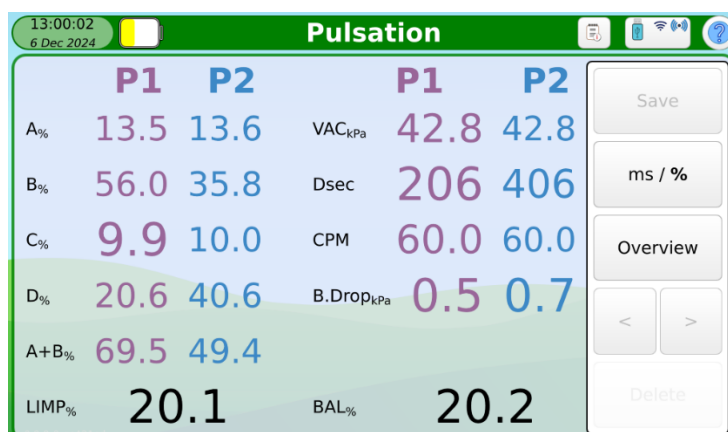 13:00:02
6 Dec 2024
Pulsation
?
P1 P2 P1 P2
A% 13.5 13.6 VACkPa 42.8 42.8
B% 56.0 35.8 Dsec 206 406
C% 9.9 10.0 CPM 60.0 60.0
D% 20.6 40.6 B.DropkPa 0.5 0.7
A+B% 69.5 49.4
LIMP% 20.1 BAL% 20.2
Save
ms / %
Overview
< >
Delete